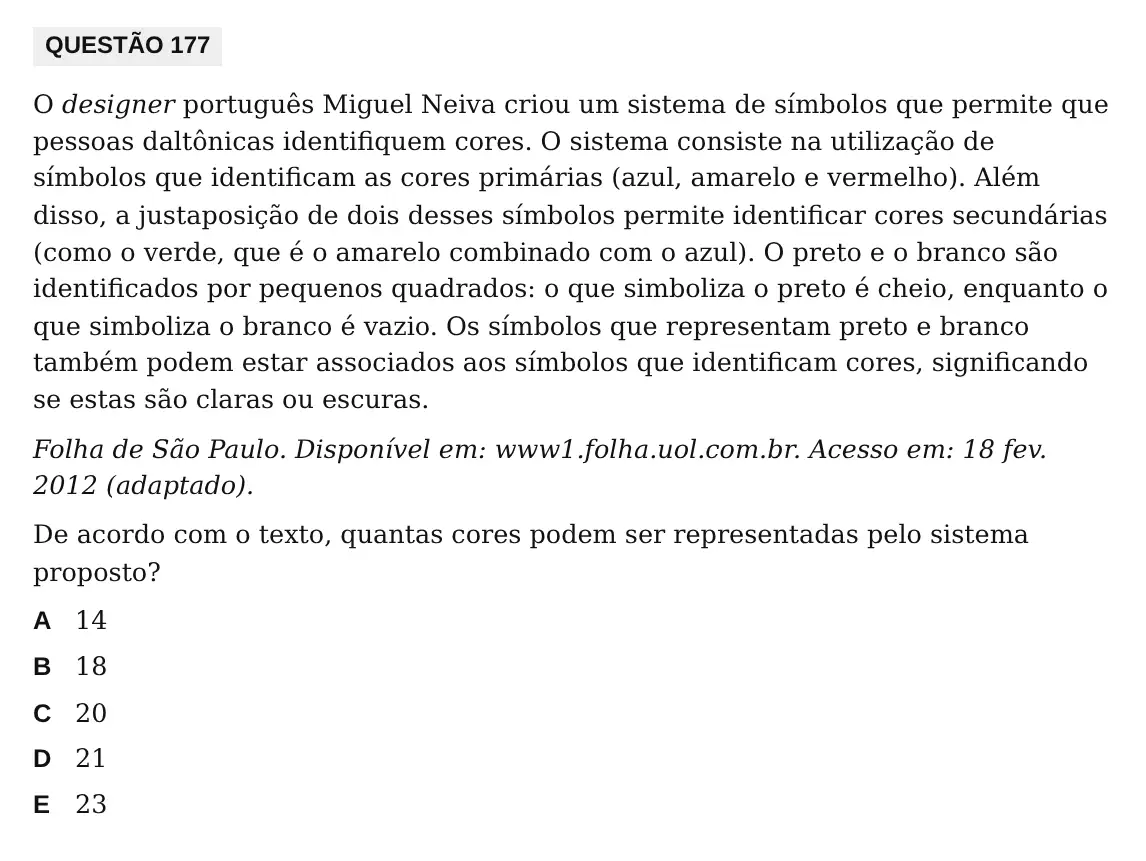 QUESTÃO 177
O designer português Miguel Neiva criou um sistema de símbolos que permite que
pessoas daltônicas identifiquem cores. O sistema consiste na utilização de
símbolos que identificam as cores primárias (azul, amarelo e vermelho). Além
disso, a justaposição de dois desses símbolos permite identificar cores secundárias
(como o verde, que é o amarelo combinado com o azul). O preto e o branco são
identificados por pequenos quadrados: o que simboliza o preto é cheio, enquanto o
que simboliza o branco é vazio. Os símbolos que representam preto e branco
também podem estar associados aos símbolos que identificam cores, significando
se estas são claras ou escuras.
Folha de São Paulo. Disponível em: www1.folha.uol.com.br. Acesso em: 18 fev.
2012 (adaptado).
De acordo com o texto, quantas cores podem ser representadas pelo sistema
proposto?
A 14
B 18
C 20
D 21
E 23